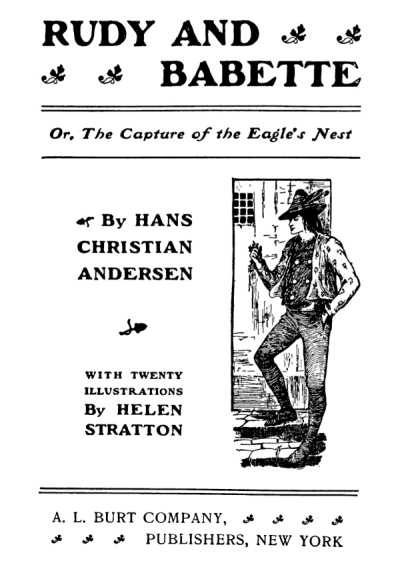 RUDY AND
BABETTE
Or, The Capture of the Eagle's Nest
By HANS
CHRISTIAN
ANDERSEN
WITH TWENTY
ILLUSTRATIONS
By HELEN
STRATTON
A. L. BURT COMPANY,
PUBLISHERS, NEW YORK